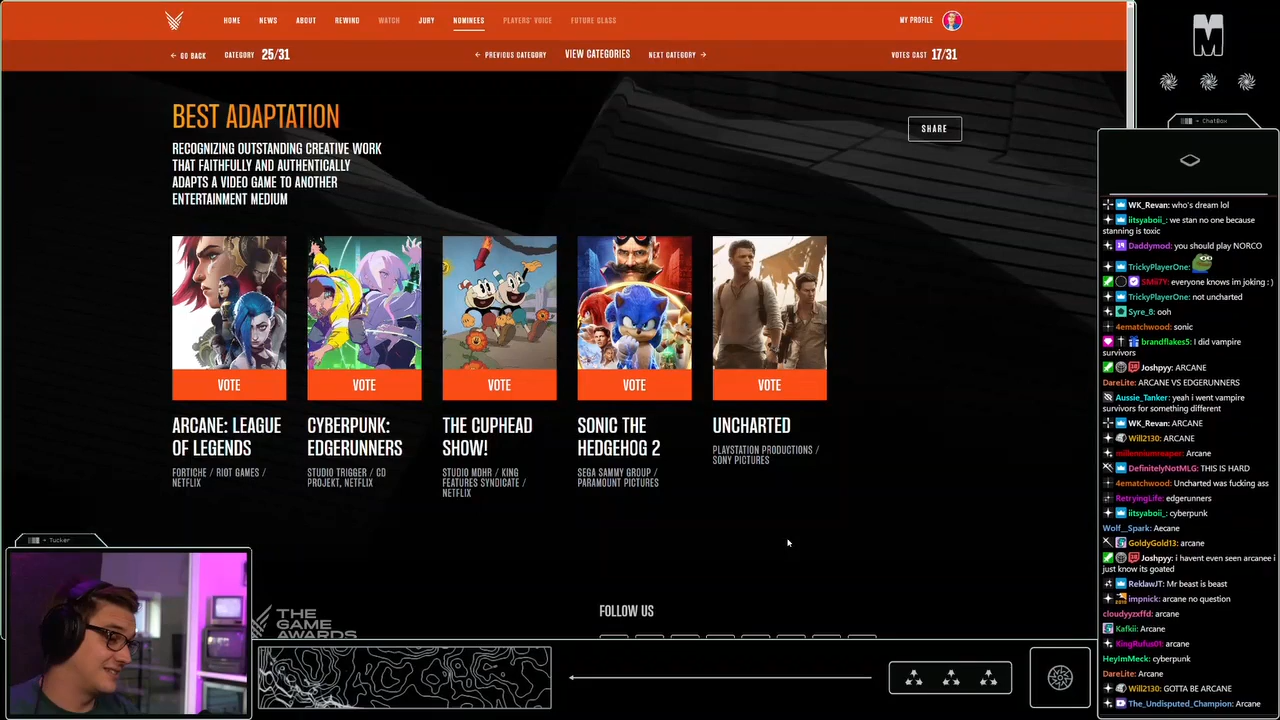 HOME NEWS ABOUT REWIND WATCH JURY NOMINEES PLAYERS' VOICE FUTURE CLASS MY PROFILE
← GO BACK CATEGORY 25/31 ← PREVIOUS CATEGORY VIEW CATEGORIES NEXT CATEGORY → VOTES CAST 17/31
BEST ADAPTATION
SHARE
RECOGNIZING OUTSTANDING CREATIVE WORK
THAT FAITHFULLY AND AUTHENTICALLY
ADAPTS A VIDEO GAME TO ANOTHER
ENTERTAINMENT MEDIUM
VOTE VOTE VOTE VOTE VOTE
ARCANE: LEAGUE
OF LEGENDS
FORTICHE / RIOT GAMES /
NETFLIX
CYBERPUNK:
EDGERUNNERS
STUDIO TRIGGER / CD
PROJEKT, NETFLIX
THE CUPHEAD
SHOW!
STUDIO MDHR / KING
FEATURES SYNDICATE /
NETFLIX
SONIC THE
HEDGEHOG 2
SEGA SAMMY GROUP /
PARAMOUNT PICTURES
UNCHARTED
PLAYSTATION PRODUCTIONS /
SONY PICTURES
THE GAME
AWARDS
FOLLOW US
→ Tucker
M
→ ChatBox
WK_Revan: who's dream lol
iitsyaboii_: we stan no one because
stanning is toxic
Daddymod: you should play NORCO
TrickyPlayerOne:
SMii7Y: everyone knows im joking : )
TrickyPlayerOne: not uncharted
Syre_B: ooh
4ematchwood: sonic
brandflakes5: I did vampire
survivors
Joshpyy: ARCANE
DareLite: ARCANE VS EDGERUNNERS
Aussie_Tanker: yeah i went vampire
survivors for something different
WK_Revan: ARCANE
Will2130: ARCANE
millenniumreaper: Arcane
DefinitelyNotMLG: THIS IS HARD
4ematchwood: Uncharted was fucking ass
RetryingLife: edgerunners
iitsyaboii_: cyberpunk
Wolf__Spark: Aecane
GoldyGold13: arcane
Joshpyy: i havent even seen arcanee i
just know its goated
ReklawJT: Mr beast is beast
impnick: arcane no question
cloudyyzxffd: arcane
Kafkii: Arcane
KingRufus01: arcane
HeyImMeck: cyberpunk
DareLite: Arcane
Will2130: GOTTA BE ARCANE
The_Undisputed_Champion: Arcane